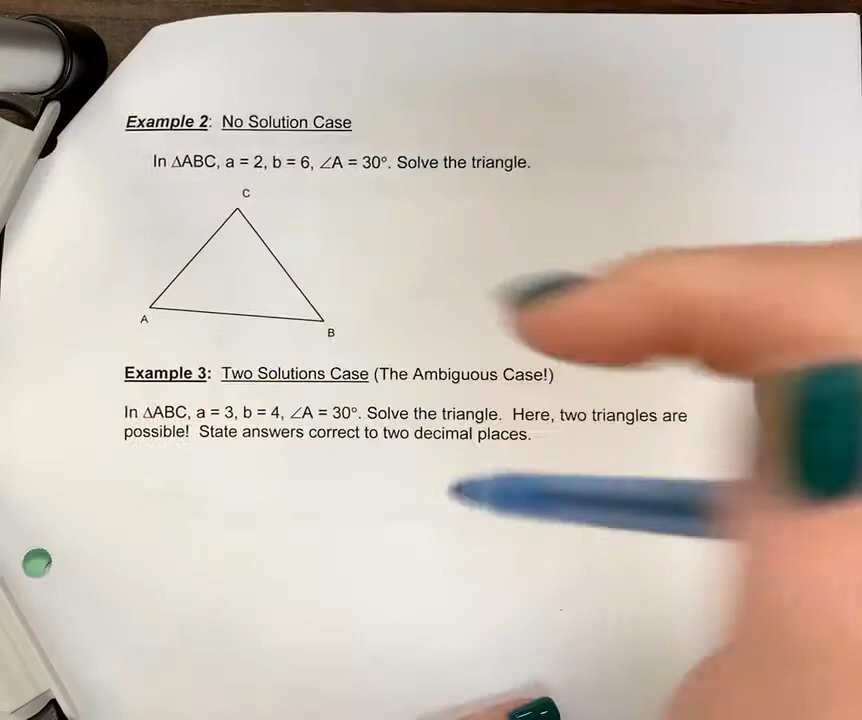 Example 2: No Solution Case
In ∆ABC, a = 2, b = 6, ∠A = 30°. Solve the triangle.
C
A
B
Example 3: Two Solutions Case (The Ambiguous Case!)
In ∆ABC, a = 3, b = 4, ∠A = 30°. Solve the triangle. Here, two triangles are
possible! State answers correct to two decimal places.